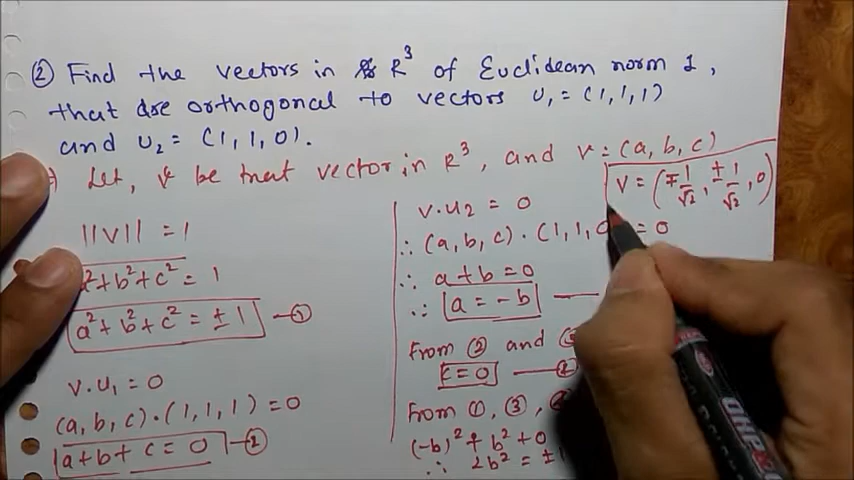 ② Find the vectors in R³ of Euclidean norm 1,
that are orthogonal to vectors u₁ = (1,1,1)
and u₂ = (1,1,0).
Let, v be that vector in R³, and v = (a, b, c)
V = (∓1/√2, ±1/√2, 0)
||v|| = 1
a²+b²+c² = 1
a²+b²+c² = ±1 —①
v.u₁ = 0
(a,b,c)·(1,1,1) = 0
a+b+c = 0 —②
v.u₂ = 0
∴ (a,b,c)·(1,1,0) = 0
∴ a+b = 0
∴ a = -b —
From ② and
c = 0 —
From ①, ③,
(-b)²+b²+0
∴ 2b² = ±1